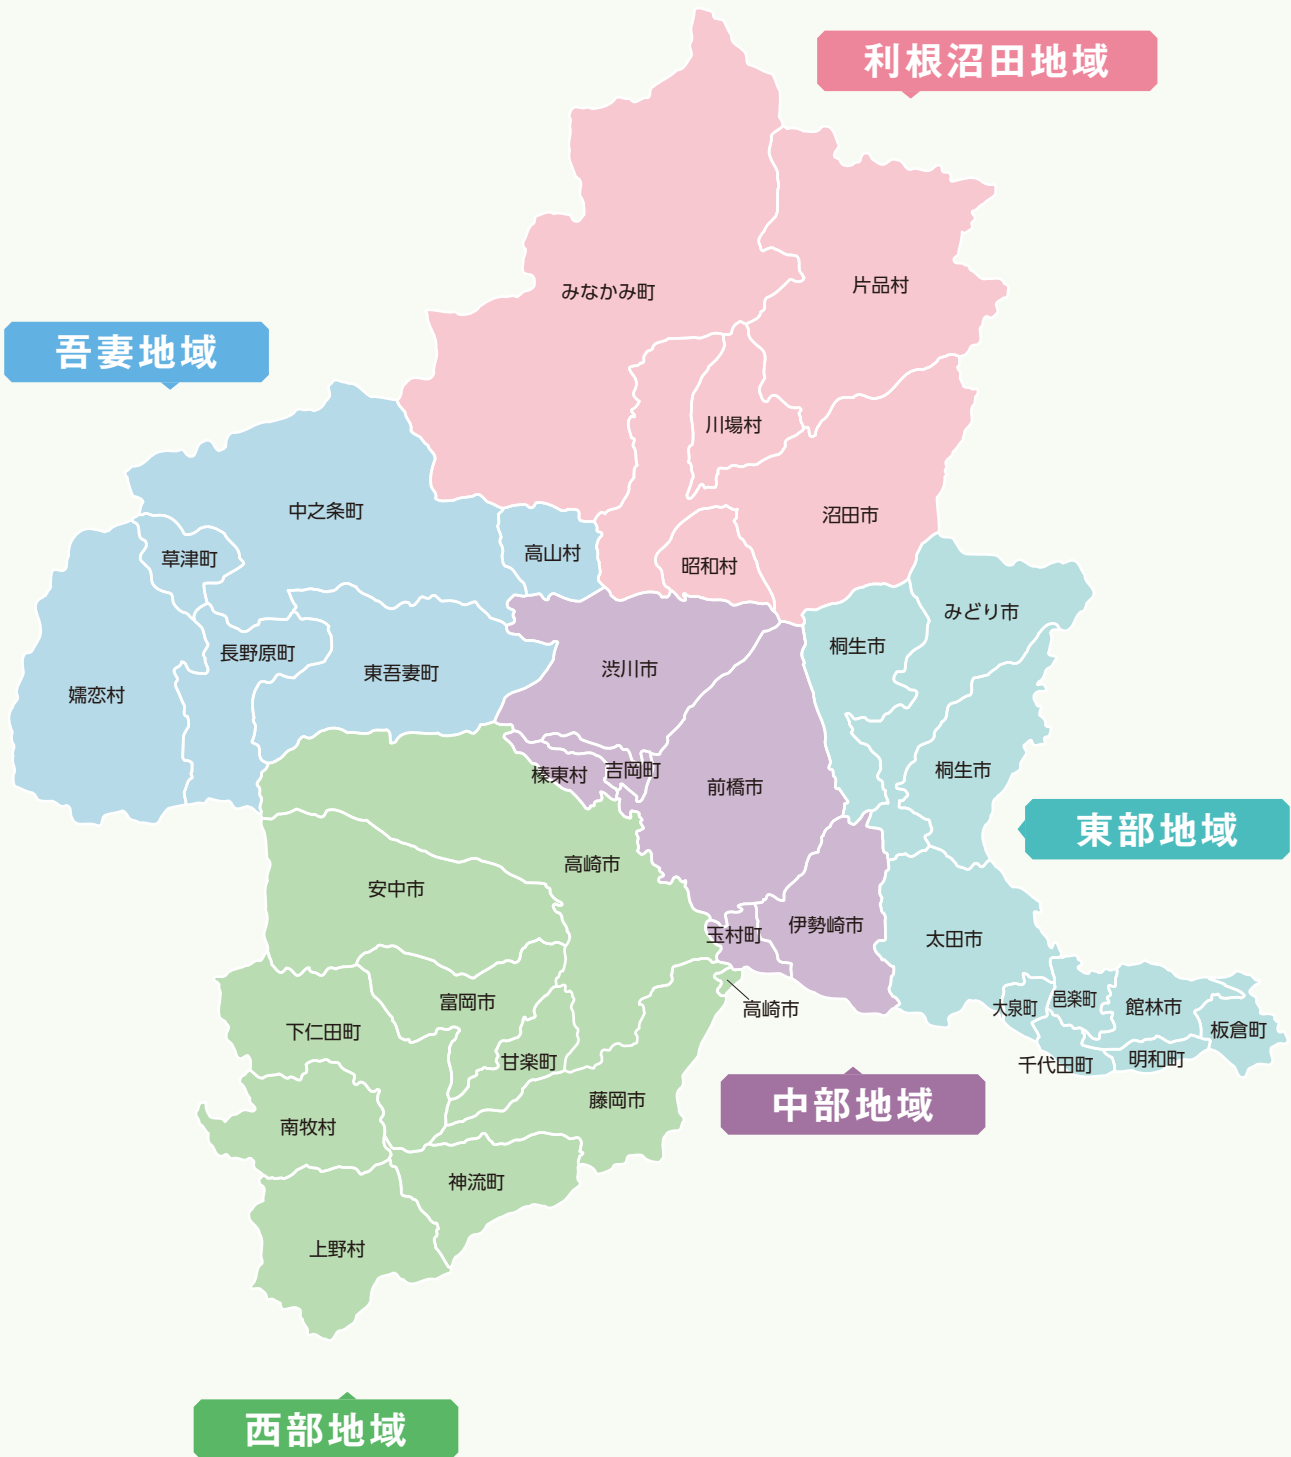 利根沼田地域
みなかみ町
片品村
川場村
沼田市
昭和村
吾妻地域
中之条町
草津町
高山村
長野原町
東吾妻町
嬬恋村
渋川市
榛東村
吉岡町
前橋市
伊勢崎市
玉村町
中部地域
桐生市
みどり市
桐生市
東部地域
太田市
大泉町
邑楽町
館林市
板倉町
千代田町
明和町
高崎市
安中市
高崎市
富岡市
下仁田町
甘楽町
藤岡市
南牧村
神流町
上野村
西部地域